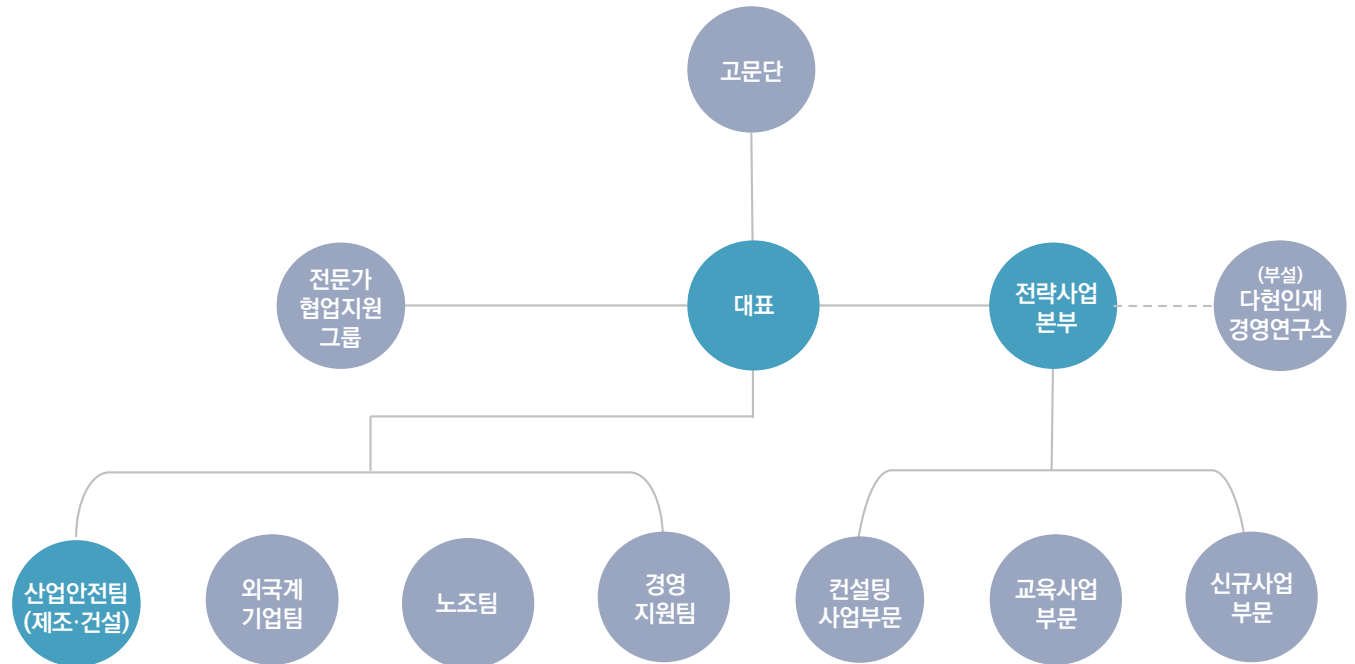 고문단
전문가
협업지원
그룹
대표
전략사업
본부
(부설)
다현인재
경영연구소
산업안전팀
(제조·건설)
외국계
기업팀
노조팀
경영
지원팀
컨설팅
사업부문
교육사업
부문
신규사업
부문